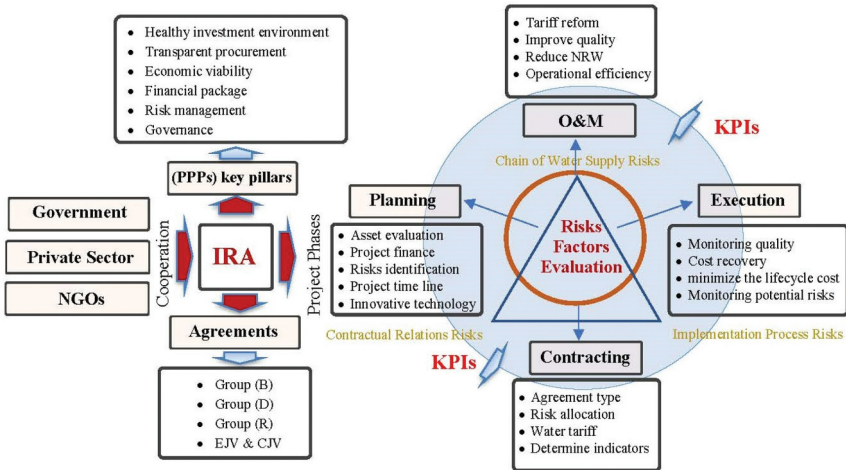 • Healthy investment environment
• Transparent procurement
• Economic viability
• Financial package
• Risk management
• Governance
(PPPs) key pillars
Government
Private Sector
NGOs
Cooperation
IRA
Project Phases
Agreements
• Group (B)
• Group (D)
• Group (R)
• EJV & CJV
• Tariff reform
• Improve quality
• Reduce NRW
• Operational efficiency
O&M
KPIs
Chain of Water Supply Risks
Planning
• Asset evaluation
• Project finance
• Risks identification
• Project time line
• Innovative technology
Risks
Factors
Evaluation
Execution
• Monitoring quality
• Cost recovery
• minimize the lifecycle cost
• Monitoring potential risks
Contractual Relations Risks
Implementation Process Risks
KPIs
Contracting
• Agreement type
• Risk allocation
• Water tariff
• Determine indicators